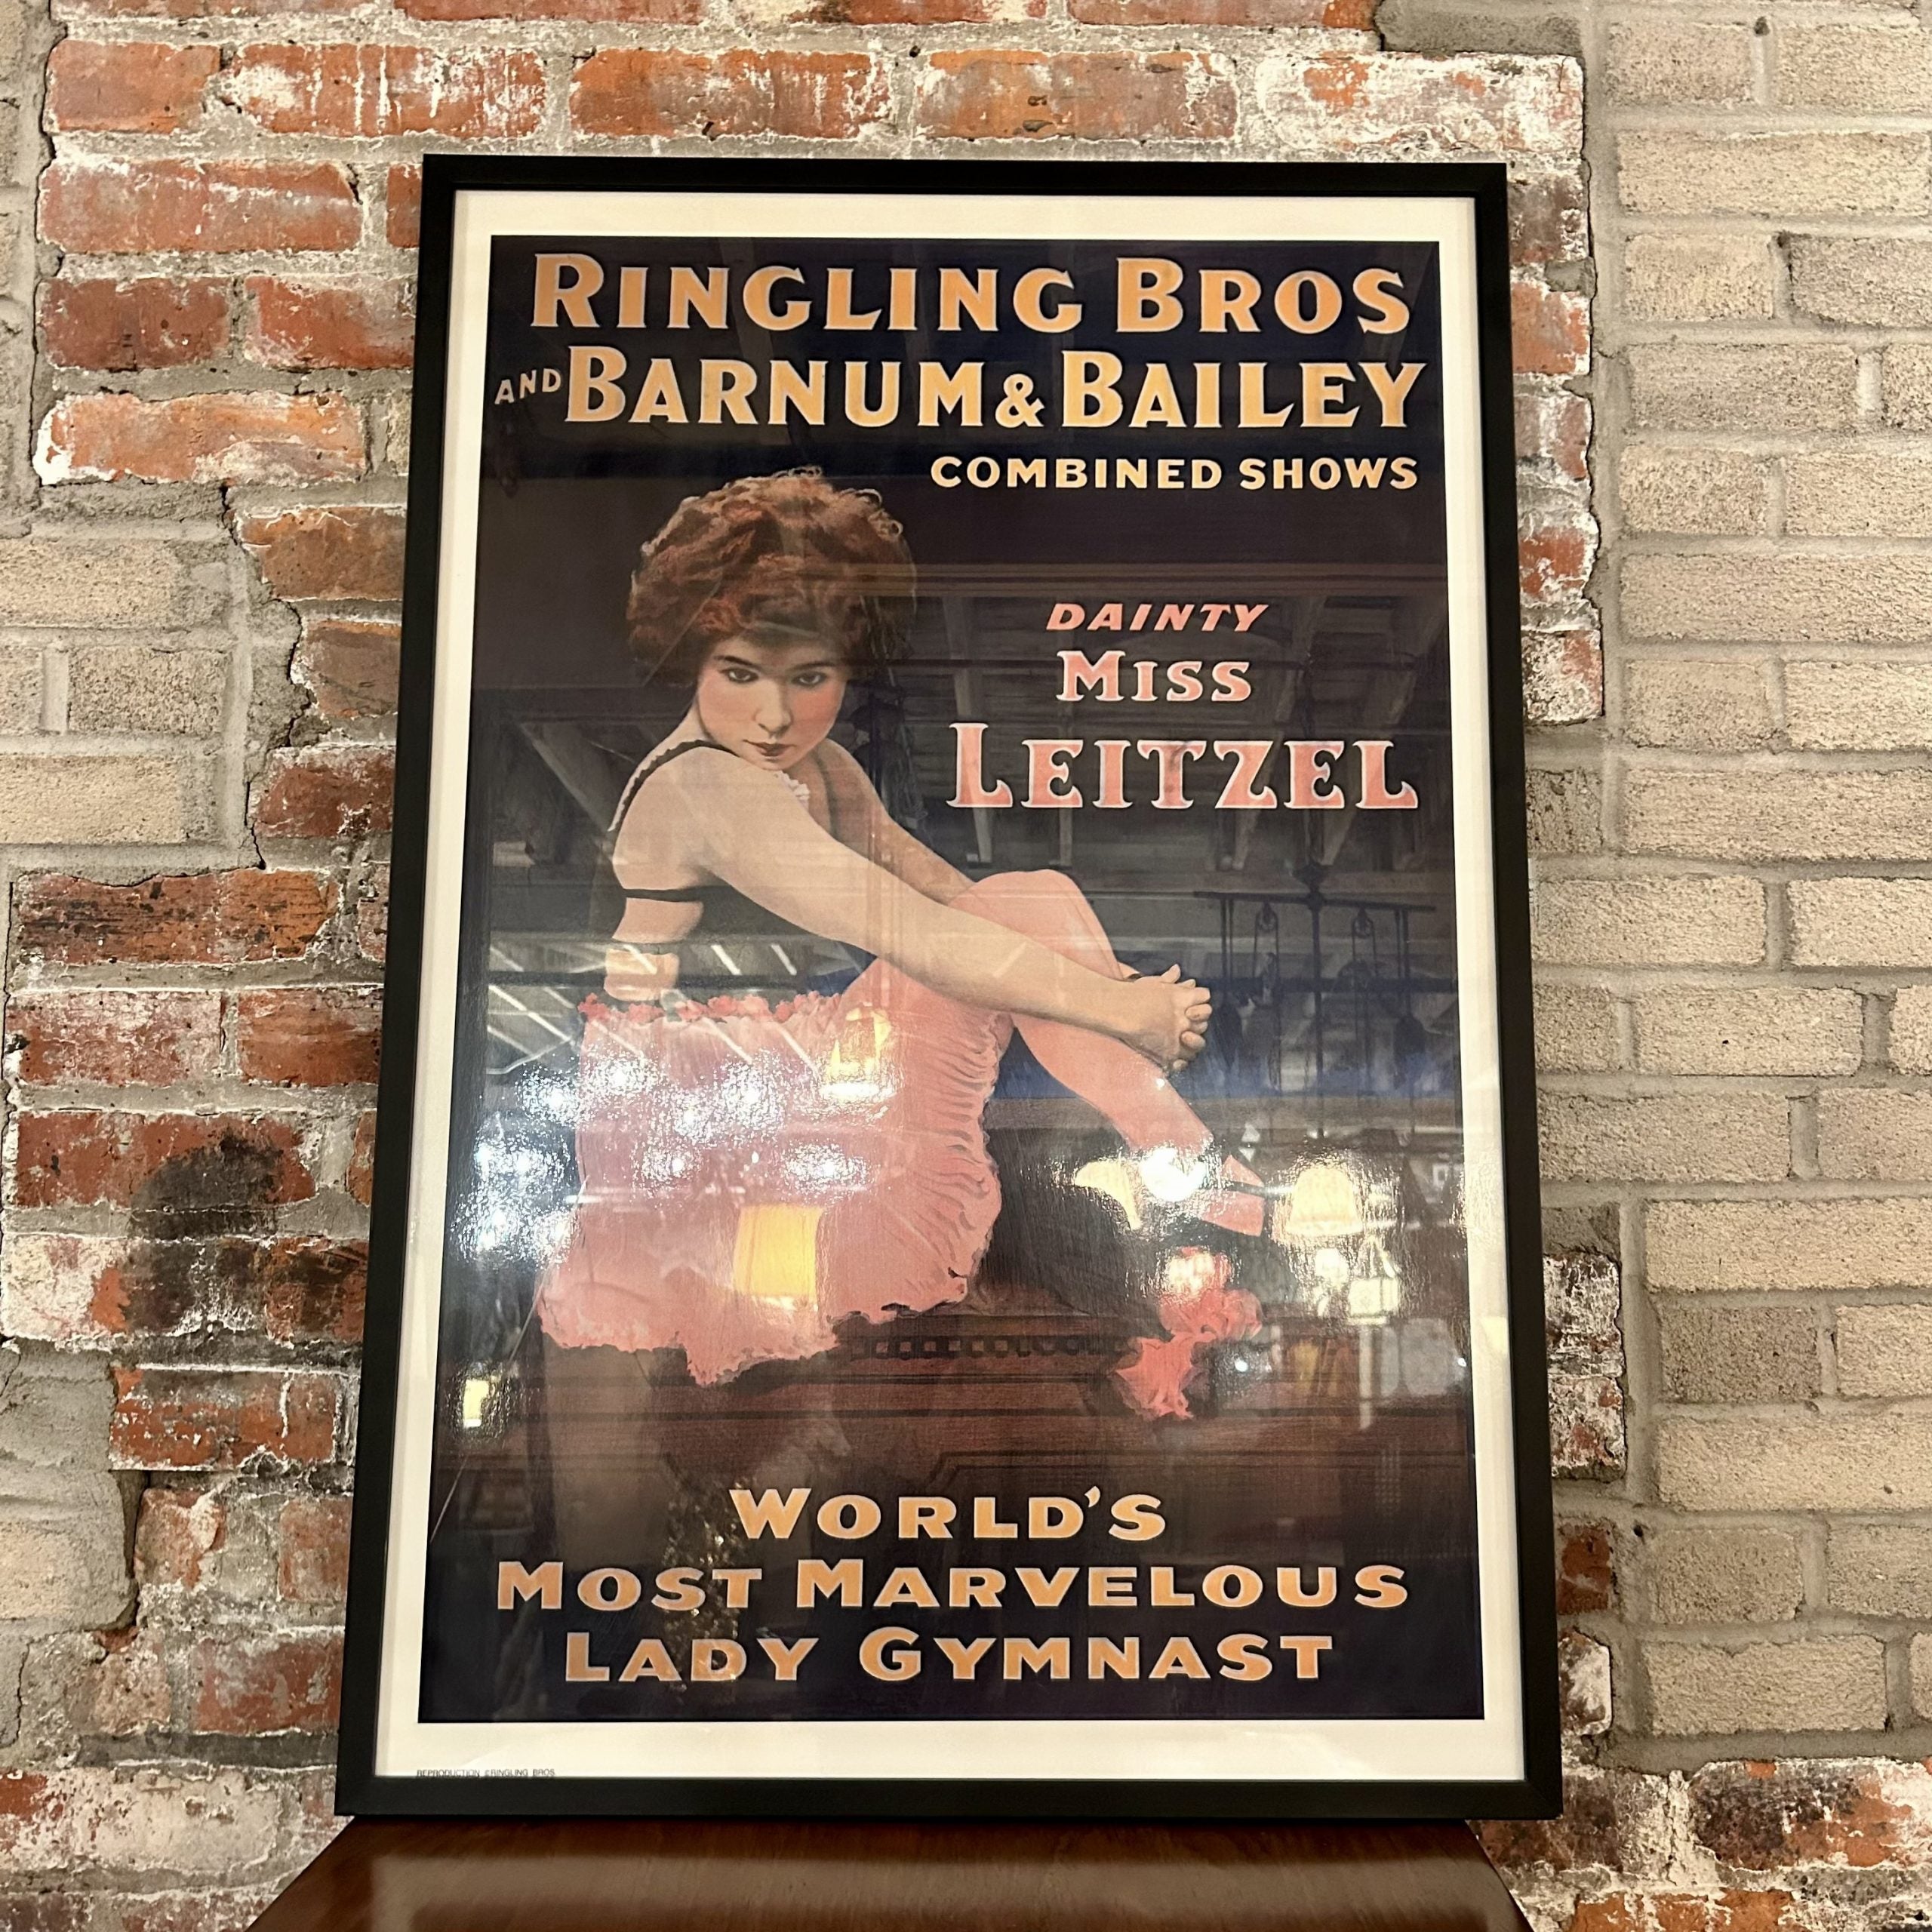 RINGLING BROS
AND BARNUM & BAILEY
COMBINED SHOWS
DAINTY
MISS
LEITZEL
WORLD'S
MOST MARVELOUS
LADY GYMNAST
REPRODUCTION ©RINGLING BROS.